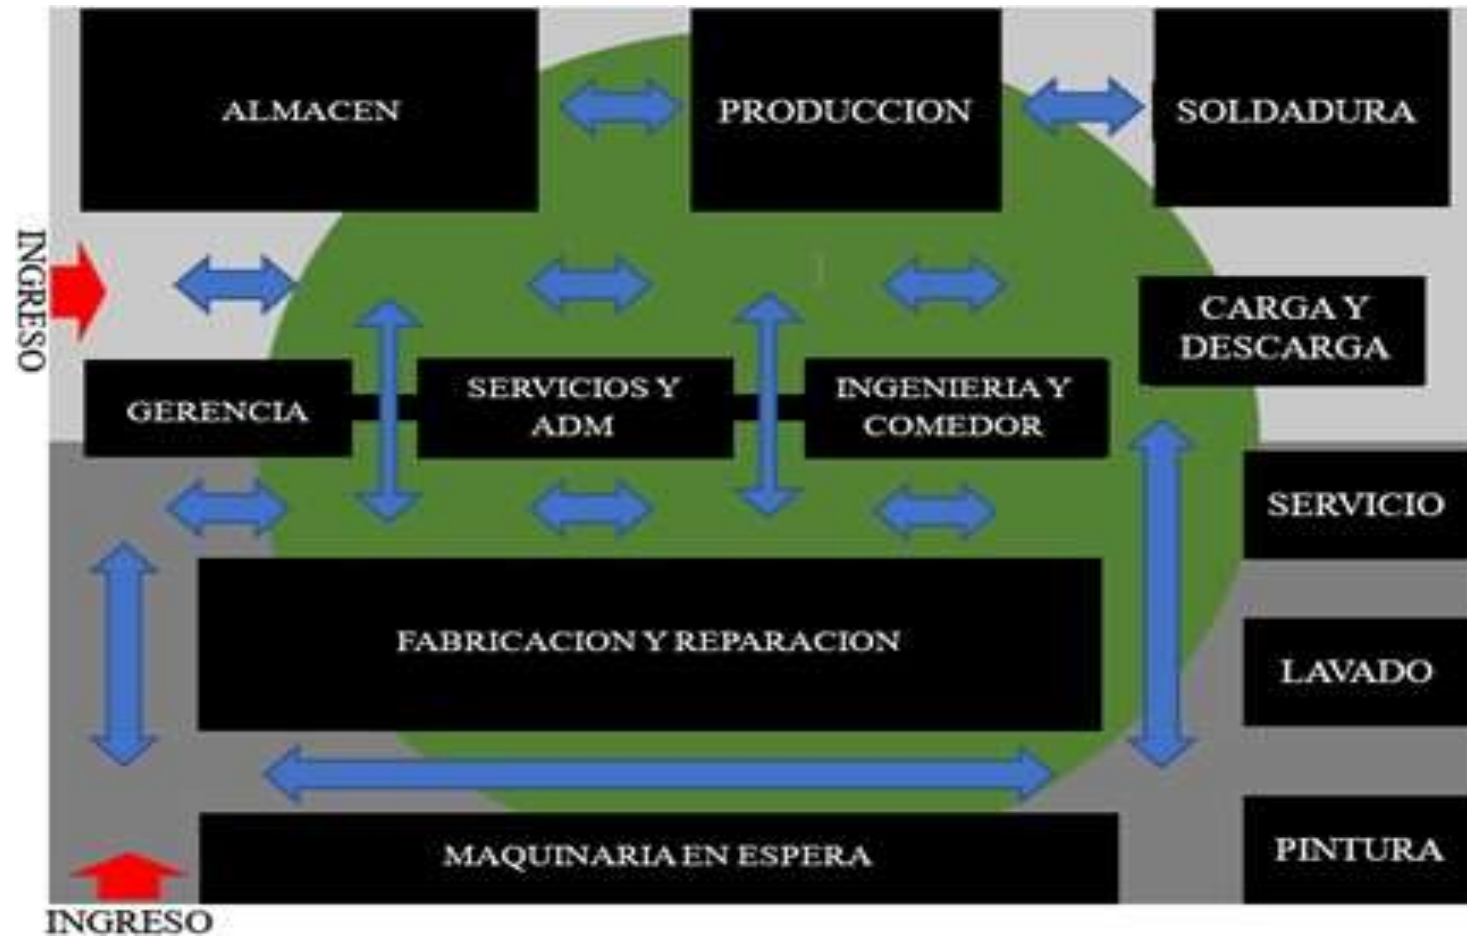 ALMACEN
PRODUCCION
SOLDADURA
INGRESO
CARGA Y
DESCARGA
GERENCIA
SERVICIOS Y
ADM
INGENIERIA Y
COMEDOR
SERVICIO
FABRICACION Y REPARACION
LAVADO
MAQUINARIA EN ESPERA
PINTURA
INGRESO